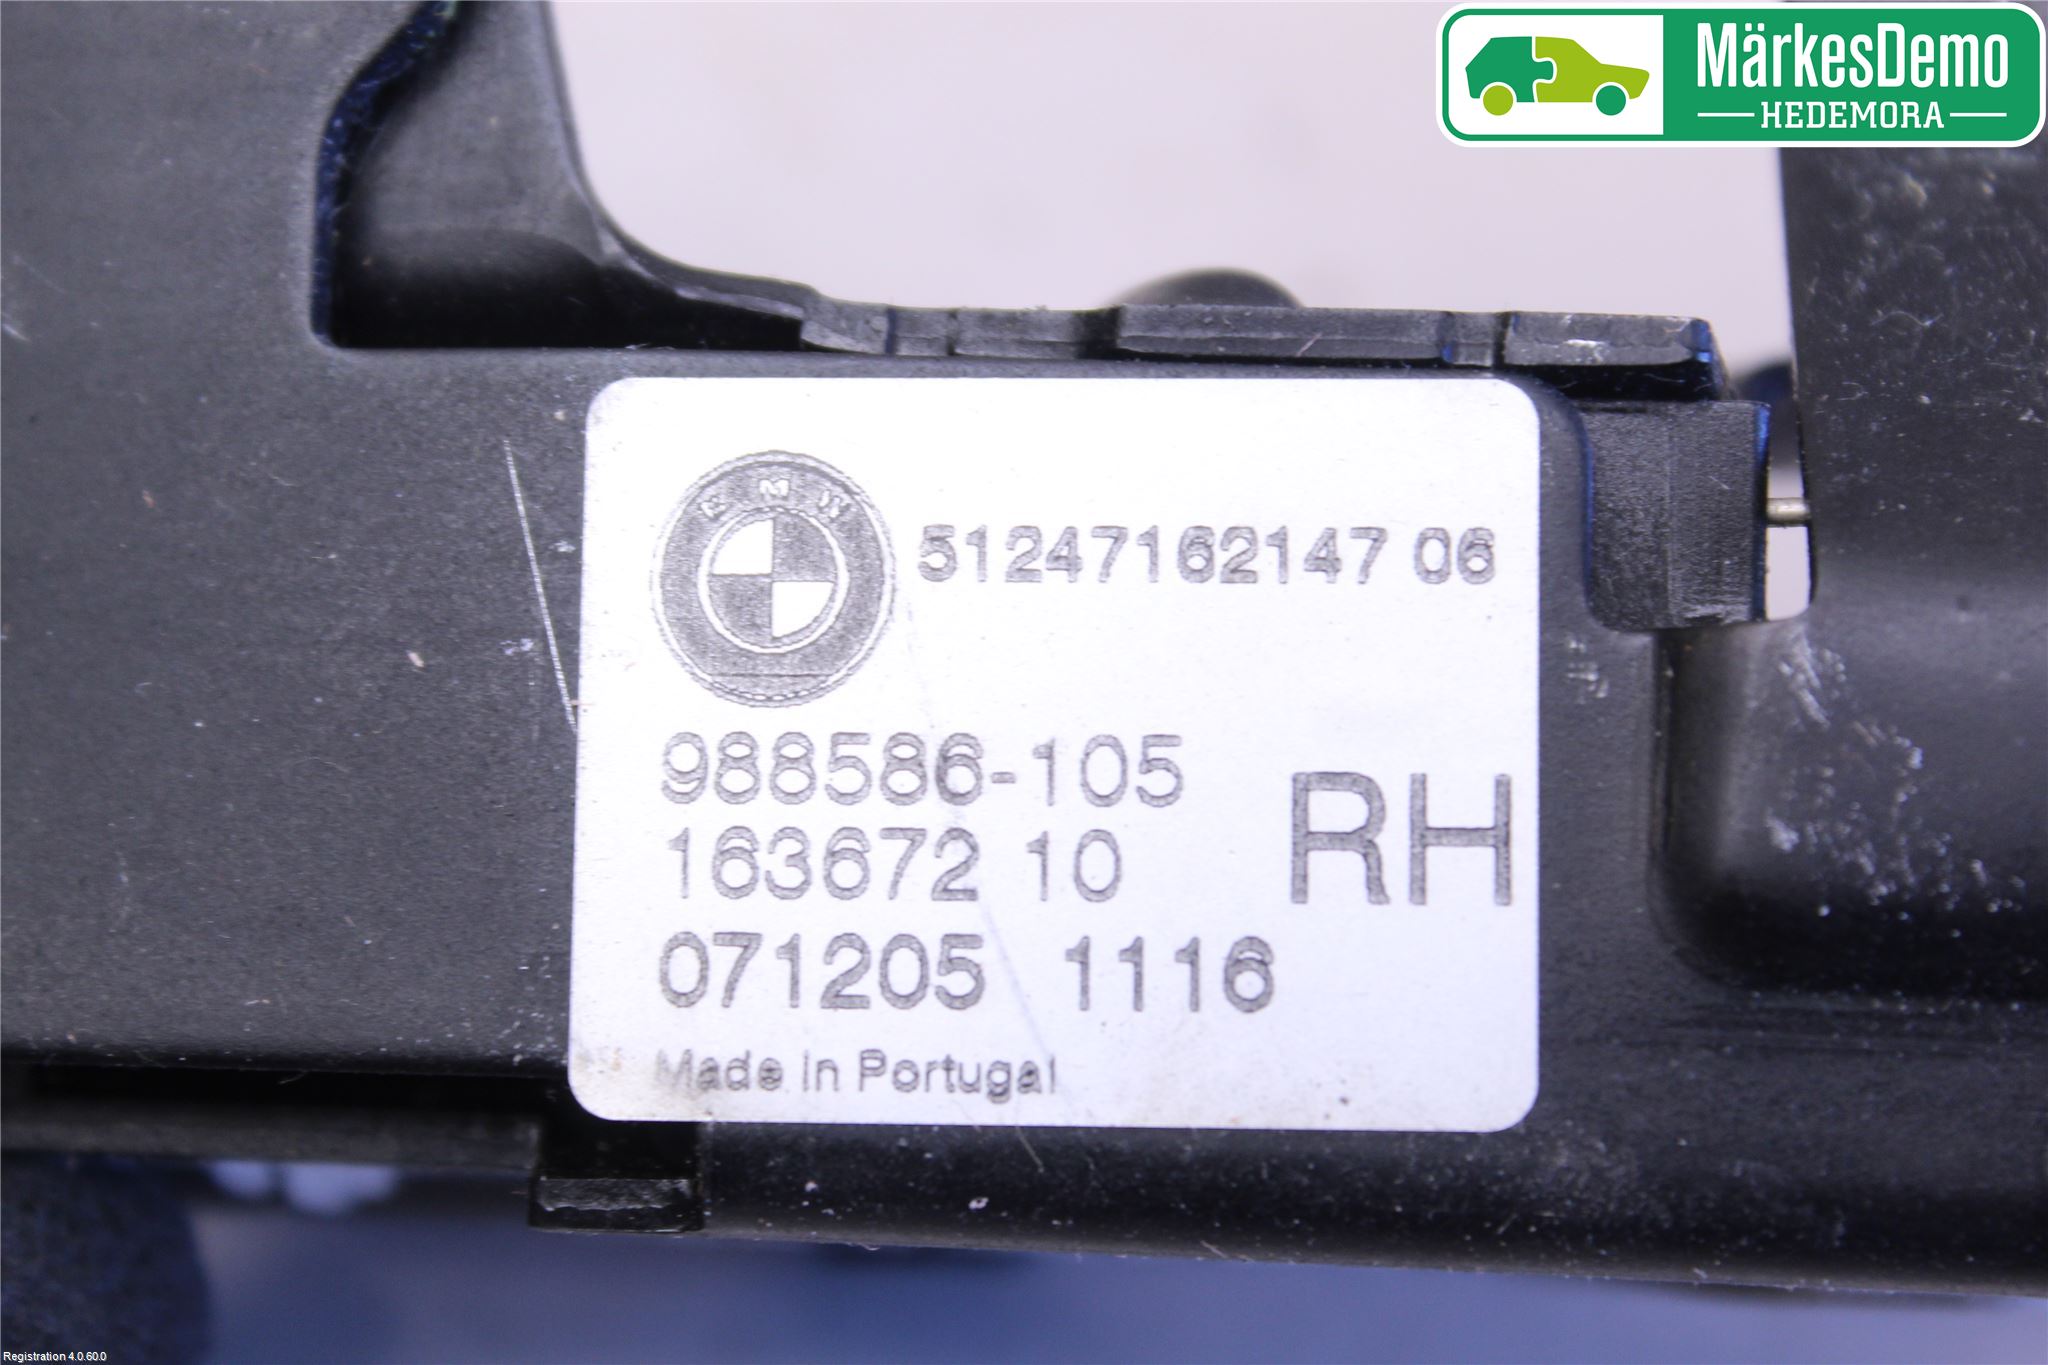 MärkesDemo
HEDEMORA
BMW
51247162147 06
988586-105
163672 10
RH
071205 1116
Made in Portugal
Registration 4.0.60.0